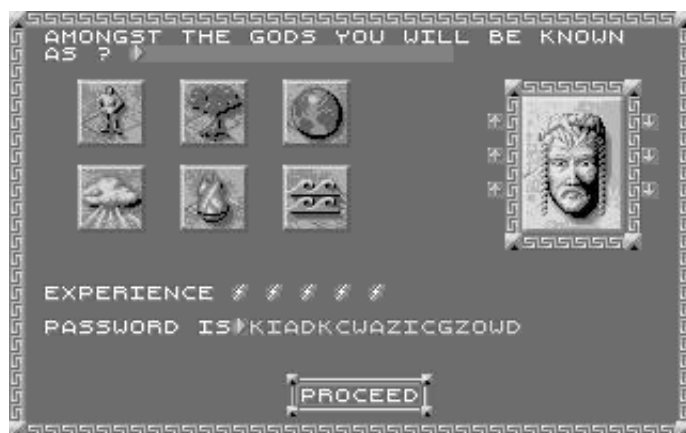 AMONGST THE GODS YOU WILL BE KNOWN
AS ?
EXPERIENCE
PASSWORD IS KIADKCWAZICGZOWD
PROCEED